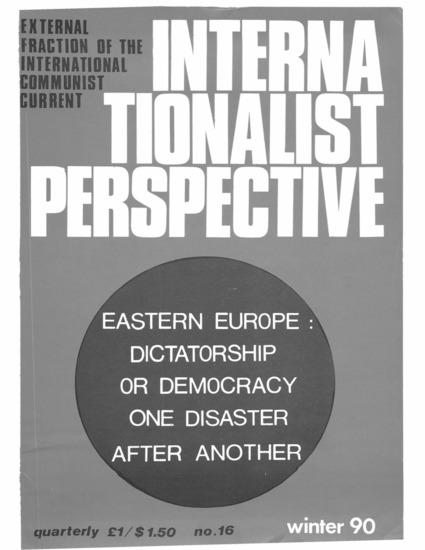 EXTERNAL
FRACTION OF THE
INTERNATIONAL
COMMUNIST
CURRENT
INTERNA
TIONALIST
PERSPECTIVE
EASTERN EUROPE :
DICTATORSHIP
OR DEMOCRACY
ONE DISASTER
AFTER ANOTHER
quarterly £1/$1.50 no.16
winter 90